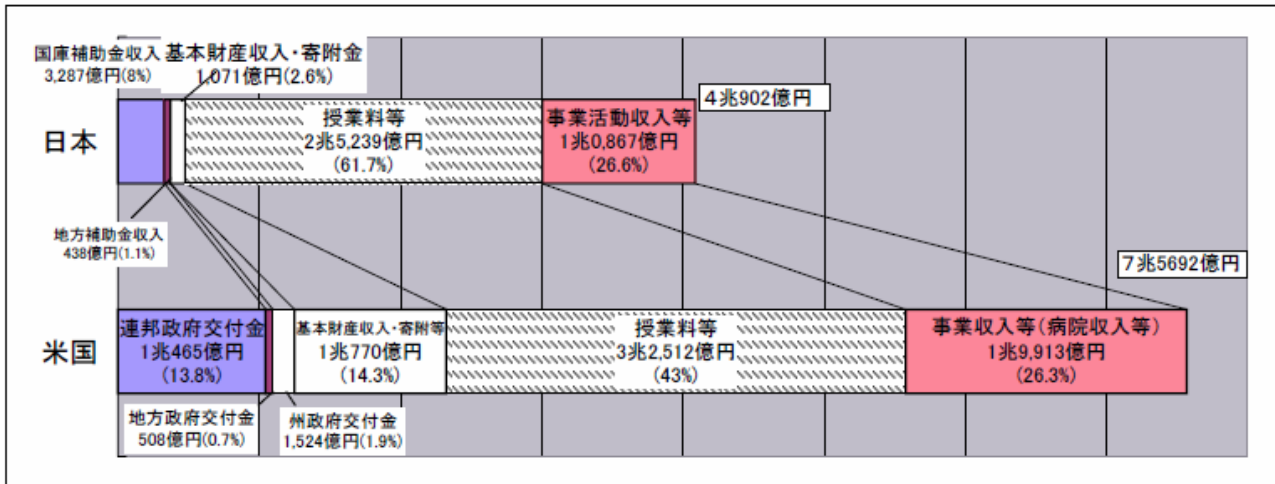 国庫補助金収入
3,287億円(8%)
基本財産収入・寄附金
1,071億円(2.6%)
4兆902億円
日本
授業料等
2兆5,239億円
(61.7%)
事業活動収入等
1兆0,867億円
(26.6%)
地方補助金収入
438億円(1.1%)
7兆5692億円
米国
連邦政府交付金
1兆465億円
(13.8%)
基本財産収入・寄附等
1兆770億円
(14.3%)
授業料等
3兆2,512億円
(43%)
事業収入等(病院収入等)
1兆9,913億円
(26.3%)
地方政府交付金
508億円(0.7%)
州政府交付金
1,524億円(1.9%)